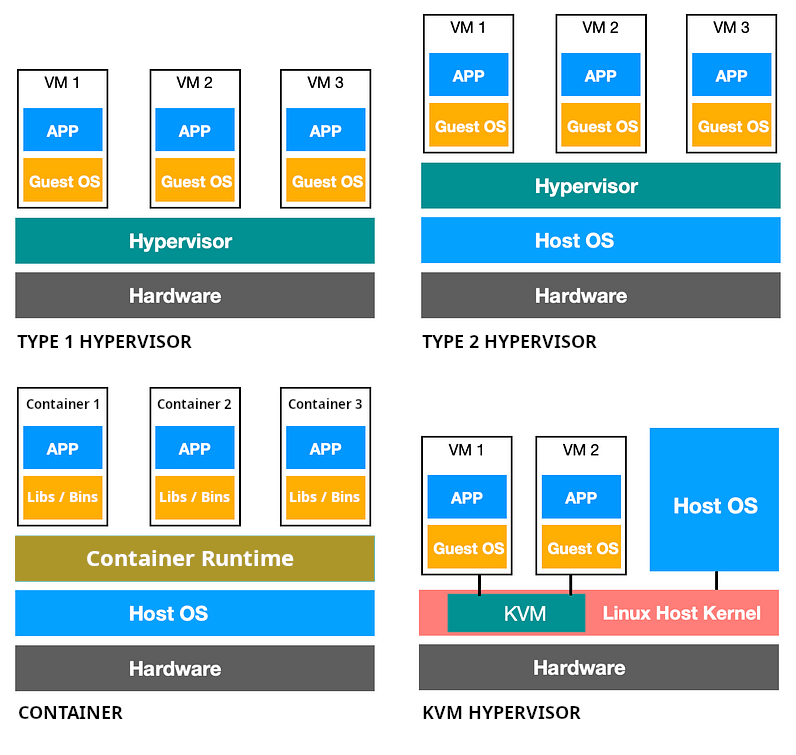 VM 1
VM 2
VM 3
APP
APP
APP
Guest OS
Guest OS
Guest OS
Hypervisor
Hardware
TYPE 1 HYPERVISOR
VM 1
VM 2
VM 3
APP
APP
APP
Guest OS
Guest OS
Guest OS
Hypervisor
Host OS
Hardware
TYPE 2 HYPERVISOR
Container 1
Container 2
Container 3
APP
APP
APP
Libs / Bins
Libs / Bins
Libs / Bins
Container Runtime
Host OS
Hardware
CONTAINER
VM 1
VM 2
APP
APP
Host OS
Guest OS
Guest OS
KVM
Linux Host Kernel
Hardware
KVM HYPERVISOR